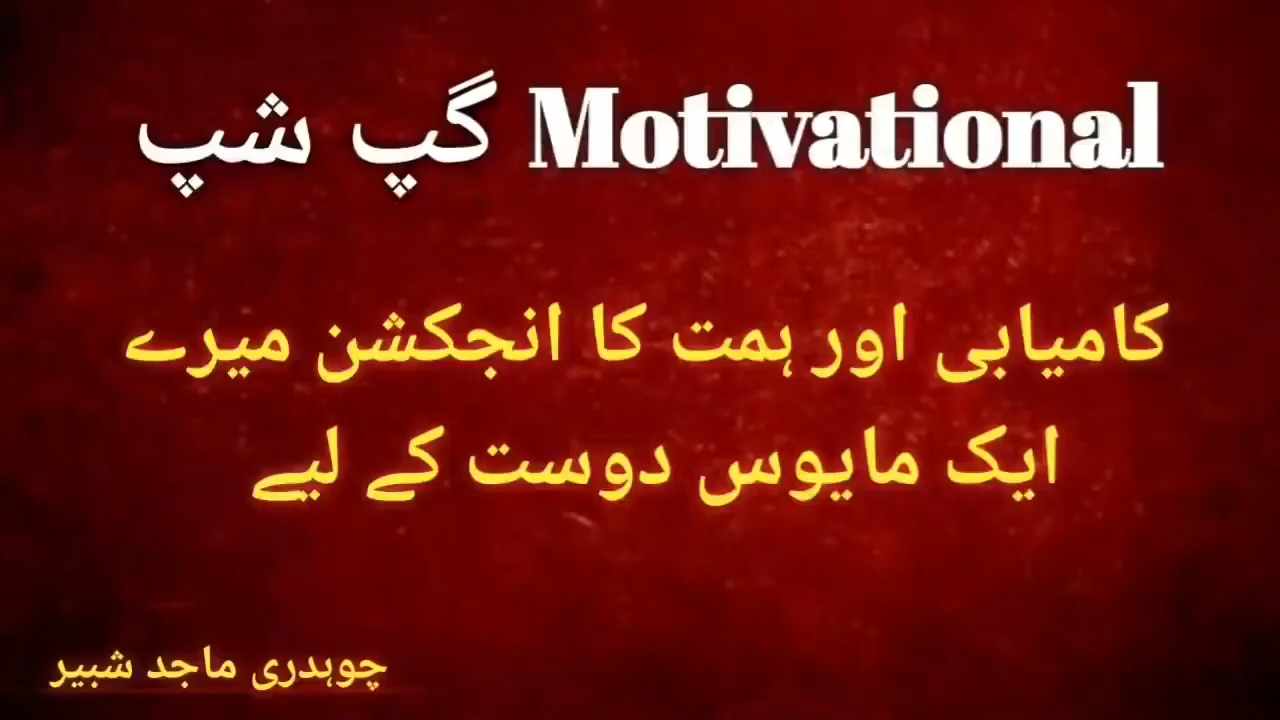 Motivational گپ شپ
کامیابی اور ہمت کا انجکشن میرے
ایک مایوس دوست کے لیے
چوہدری ماجد شبیر